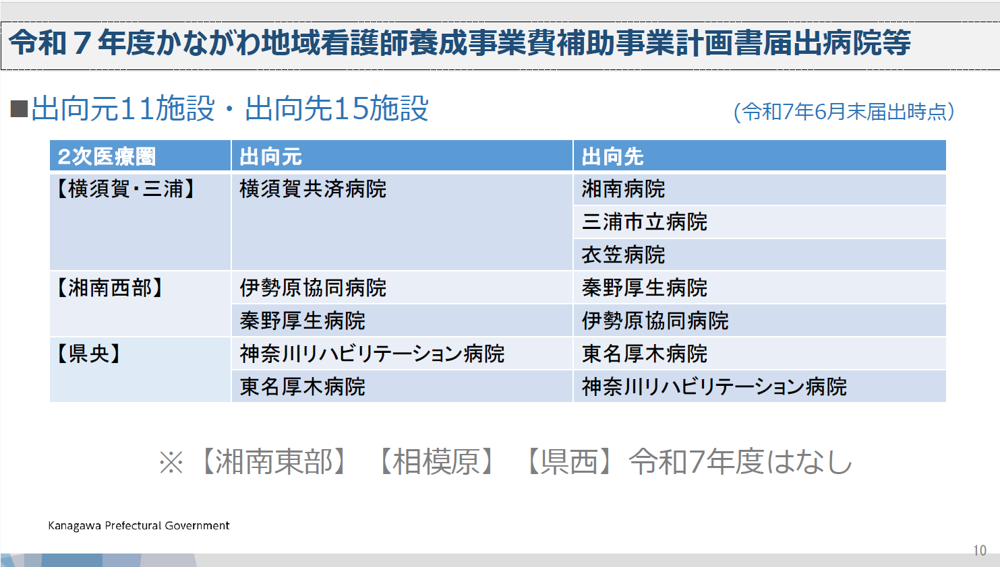 令和７年度かながわ地域看護師養成事業費補助事業計画書届出病院等
■出向元11施設・出向先15施設
(令和7年6月末届出時点）
２次医療圏 出向元 出向先
【横須賀・三浦】 横須賀共済病院 湘南病院
三浦市立病院
衣笠病院
【湘南西部】 伊勢原協同病院 秦野厚生病院
秦野厚生病院 伊勢原協同病院
【県央】 神奈川リハビリテーション病院 東名厚木病院
東名厚木病院 神奈川リハビリテーション病院
※【湘南東部】【相模原】【県西】令和7年度はなし
Kanagawa Prefectural Government
10